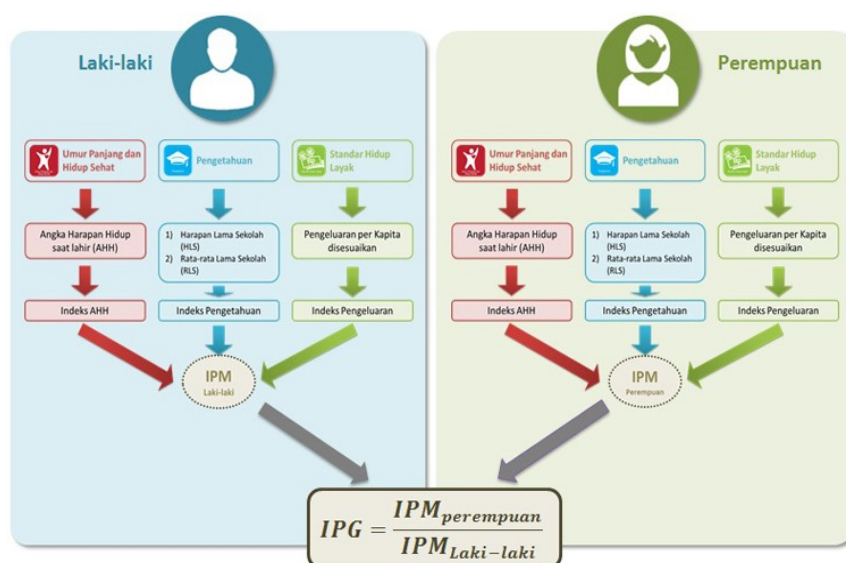 Laki-laki
Umur Panjang dan
Hidup Sehat
Pengetahuan
Standar Hidup
Layak
Angka Harapan Hidup
saat lahir (AHH)
1) Harapan Lama Sekolah
(HLS)
2) Rata-rata Lama Sekolah
(RLS)
Pengeluaran per Kapita
disesuaikan
Indeks AHH
Indeks Pengetahuan
Indeks Pengeluaran
IPM
Laki-laki
Perempuan
Umur Panjang dan
Hidup Sehat
Pengetahuan
Standar Hidup
Layak
Angka Harapan Hidup
saat lahir (AHH)
1) Harapan Lama Sekolah
(HLS)
2) Rata-rata Lama Sekolah
(RLS)
Pengeluaran per Kapita
disesuaikan
Indeks AHH
Indeks Pengetahuan
Indeks Pengeluaran
IPM
Perempuan
IPG = IPM perempuan
IPM Laki-laki